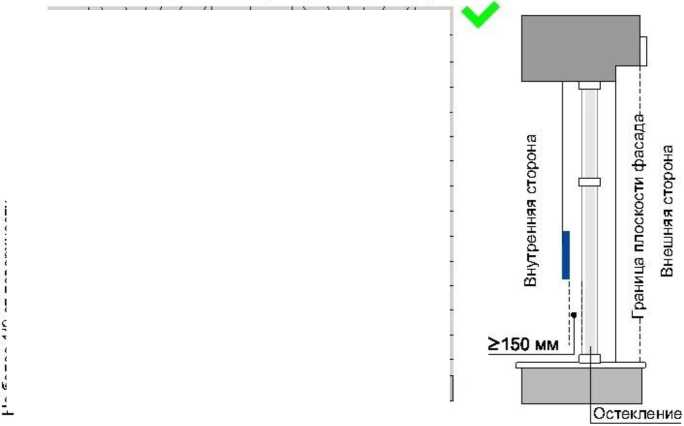 Внутренняя сторона
Граница плоскости фасада
Внешняя сторона
≥150 мм
Остекление